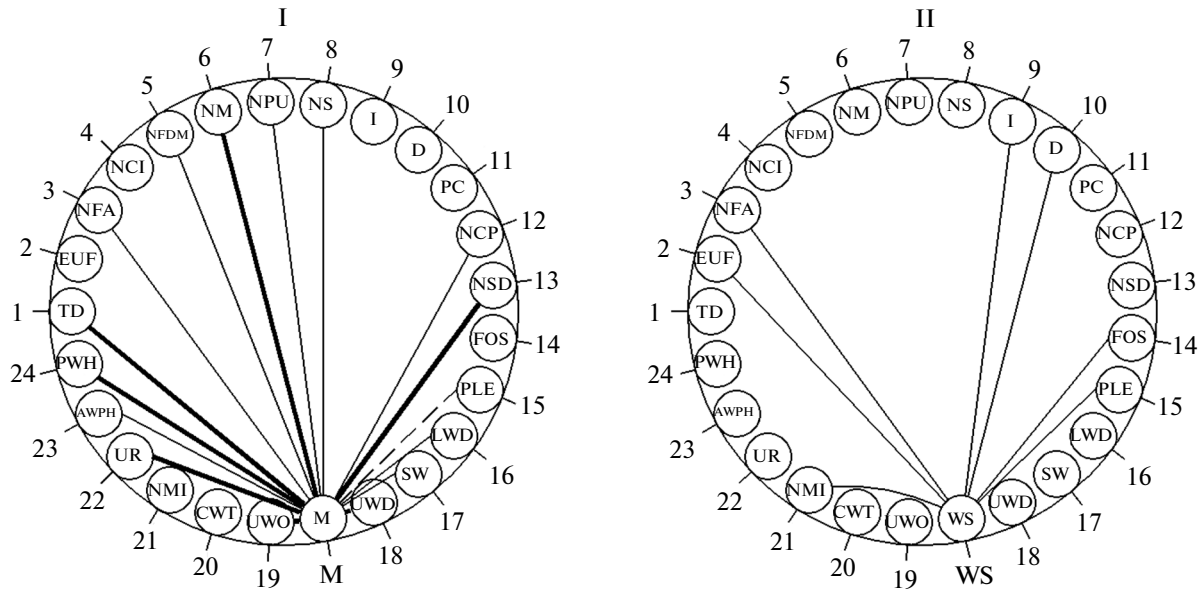 I
7
8
6
9
5
10
NM
NPU
NS
I
NFDM
D
4
11
NCI
PC
3
12
NFA
NCP
2
13
EUF
NSD
1
TD
FOS
14
24
PWH
PLE
15
23
AWPH
LWD
16
22
UR
SW
17
NMI
CWT
UWO
M
UWD
21
18
20
19
M
II
7
8
6
9
5
10
NM
NPU
NS
I
NFDM
D
4
11
NCI
PC
3
12
NFA
NCP
2
13
EUF
NSD
1
TD
FOS
14
24
PWH
PLE
15
23
AWPH
LWD
16
22
UR
SW
17
NMI
CWT
UWO
WS
UWD
21
18
20
19
WS